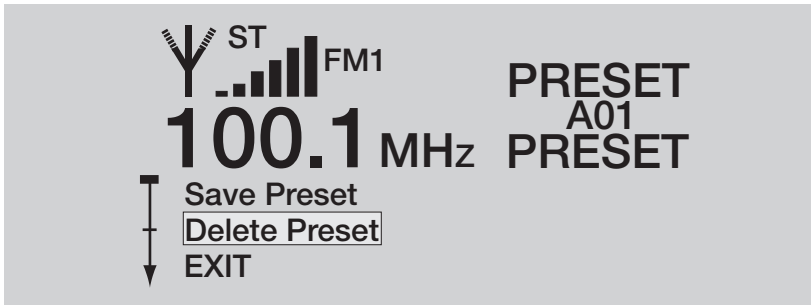 ST
FM1
100.1 MHz
PRESET
A01
PRESET
Save Preset
Delete Preset
EXIT